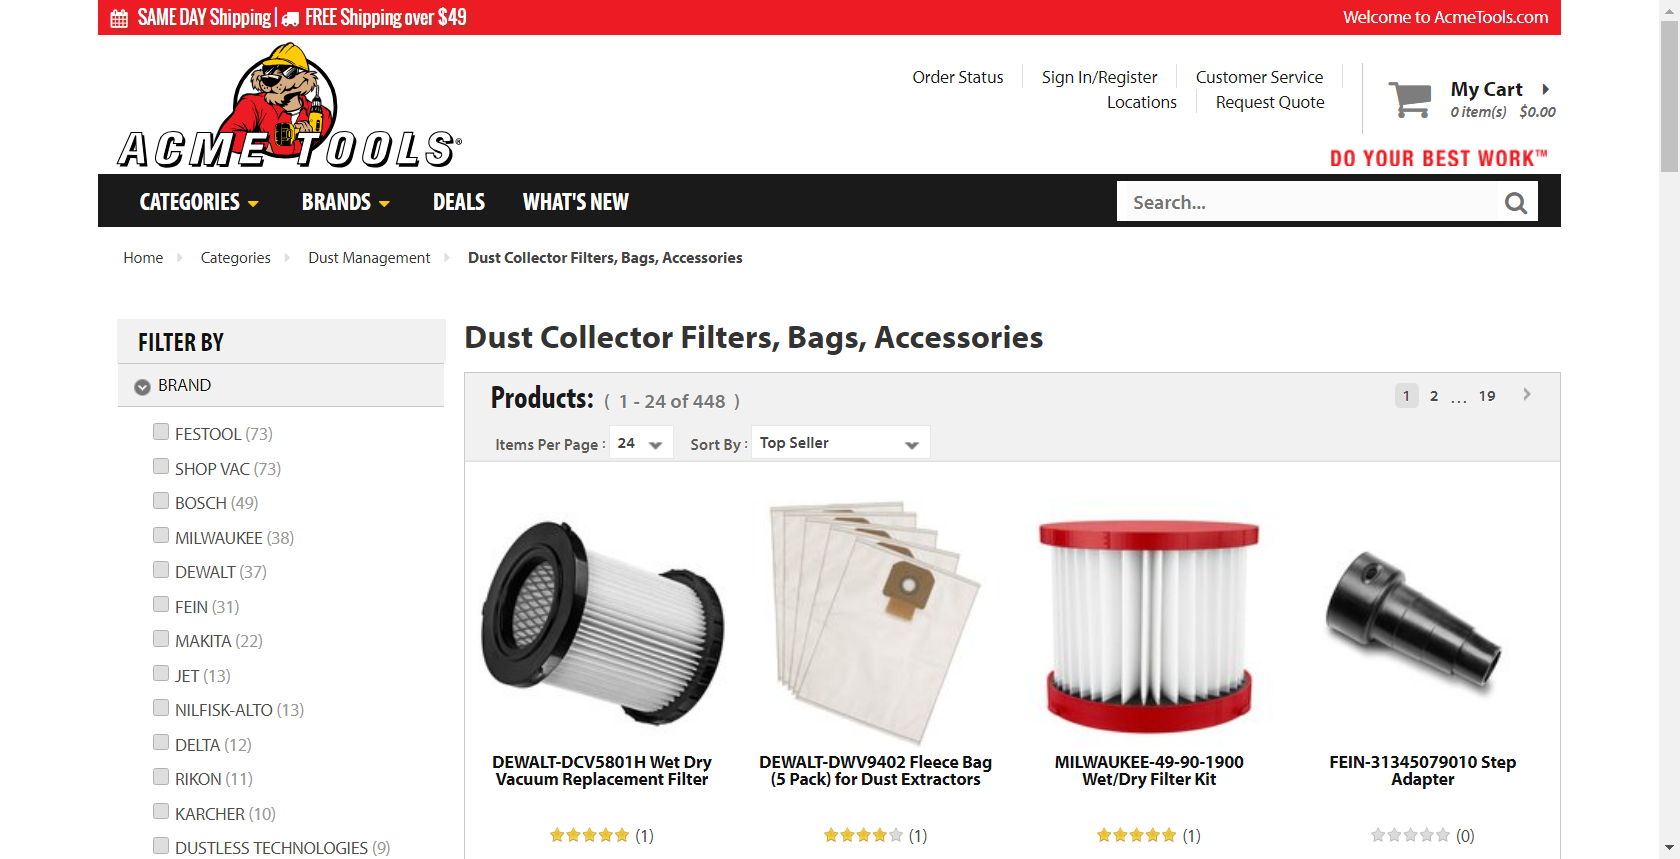 SAME DAY Shipping | FREE Shipping over $49
Welcome to AcmeTools.com
ACME TOOLS®
Order Status
Sign In/Register
Customer Service
Locations
Request Quote
My Cart
0 item(s) $0.00
DO YOUR BEST WORK™
CATEGORIES
BRANDS
DEALS
WHAT'S NEW
Search...
Home
Categories
Dust Management
Dust Collector Filters, Bags, Accessories
FILTER BY
BRAND
FESTOOL (73)
SHOP VAC (73)
BOSCH (49)
MILWAUKEE (38)
DEWALT (37)
FEIN (31)
MAKITA (22)
JET (13)
NILFISK-ALTO (13)
DELTA (12)
RIKON (11)
KARCHER (10)
DUSTLESS TECHNOLOGIES (9)
Dust Collector Filters, Bags, Accessories
Products: ( 1 - 24 of 448 )
1 2 ... 19
Items Per Page : 24
Sort By : Top Seller
DEWALT-DCV5801H Wet Dry
Vacuum Replacement Filter
(1)
DEWALT-DWV9402 Fleece Bag
(5 Pack) for Dust Extractors
(1)
MILWAUKEE-49-90-1900
Wet/Dry Filter Kit
(1)
FEIN-31345079010 Step
Adapter
(0)